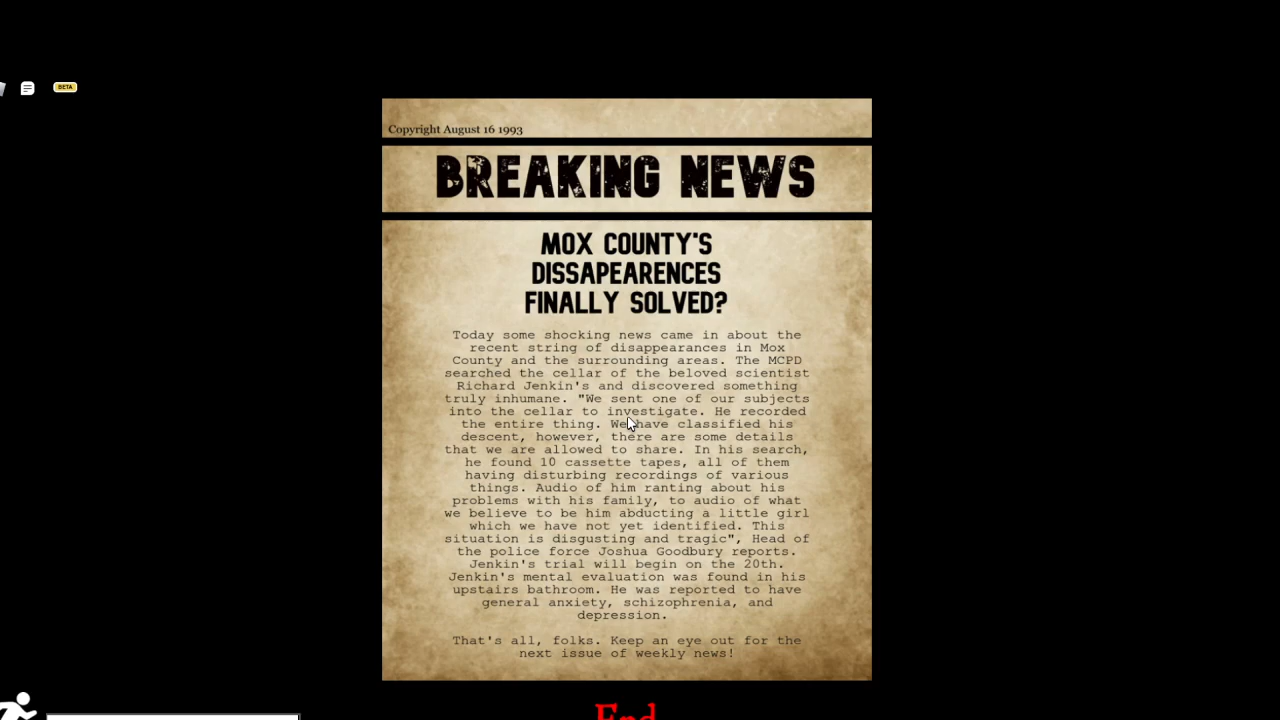 BETA
Copyright August 16 1993
BREAKING NEWS
MOX COUNTY'S
DISSAPEARENCES
FINALLY SOLVED?
Today some shocking news came in about the
recent string of disappearances in Mox
County and the surrounding areas. The MCPD
searched the cellar of the beloved scientist
Richard Jenkin's and discovered something
truly inhumane. "We sent one of our subjects
into the cellar to investigate. He recorded
the entire thing. We have classified his
descent, however, there are some details
that we are allowed to share. In his search,
he found 10 cassette tapes, all of them
having disturbing recordings of various
things. Audio of him ranting about his
problems with his family, to audio of what
we believe to be him abducting a little girl
which we have not yet identified. This
situation is disgusting and tragic", Head of
the police force Joshua Goodbury reports.
Jenkin's trial will begin on the 20th.
Jenkin's mental evaluation was found in his
upstairs bathroom. He was reported to have
general anxiety, schizophrenia, and
depression.
That's all, folks. Keep an eye out for the
next issue of weekly news!
End